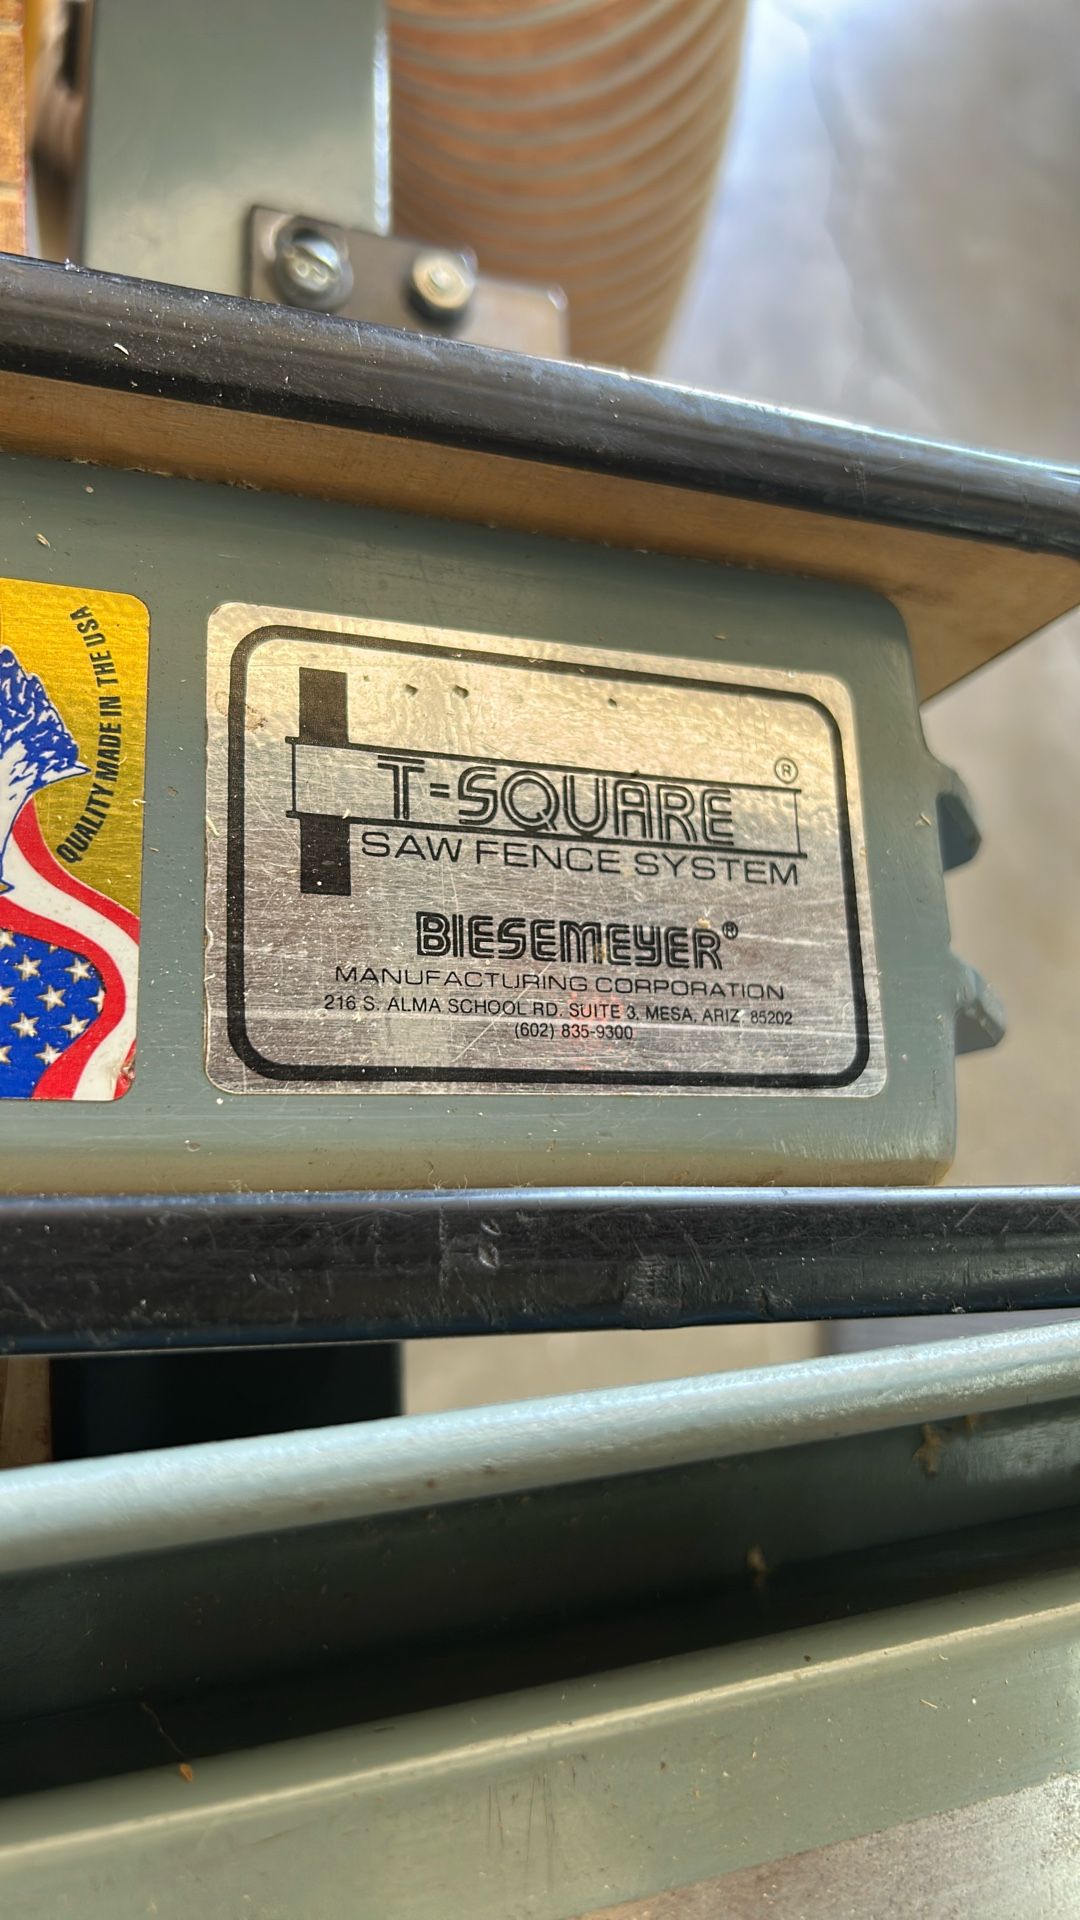 QUALITY MADE IN THE USA
T-SQUARE®
SAW FENCE SYSTEM
BIESEMEYER®
MANUFACTURING CORPORATION
216 S. ALMA SCHOOL RD. SUITE 3, MESA, ARIZ. 85202
(602) 835-9300